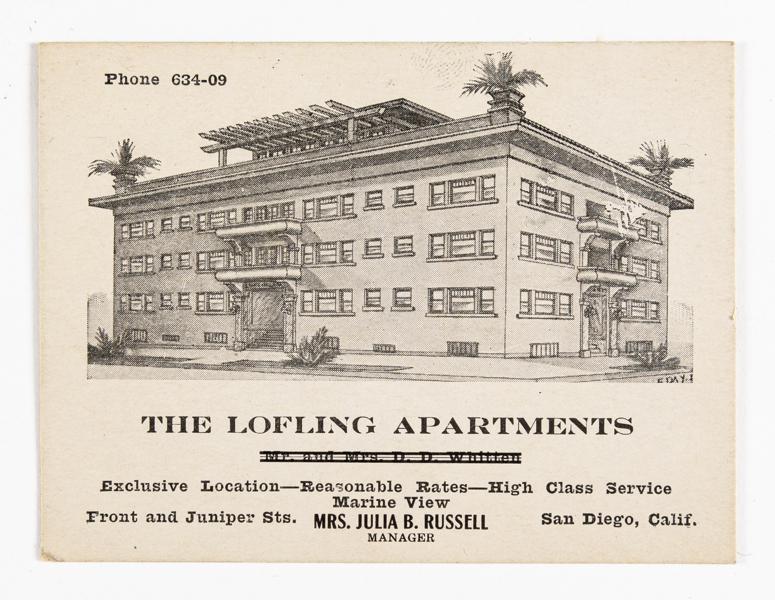 Phone 634-09
THE LOFLING APARTMENTS
Mr. and Mrs. D. D. Whitten
Exclusive Location—Reasonable Rates—High Class Service
Marine View
Front and Juniper Sts. MRS. JULIA B. RUSSELL San Diego, Calif.
MANAGER